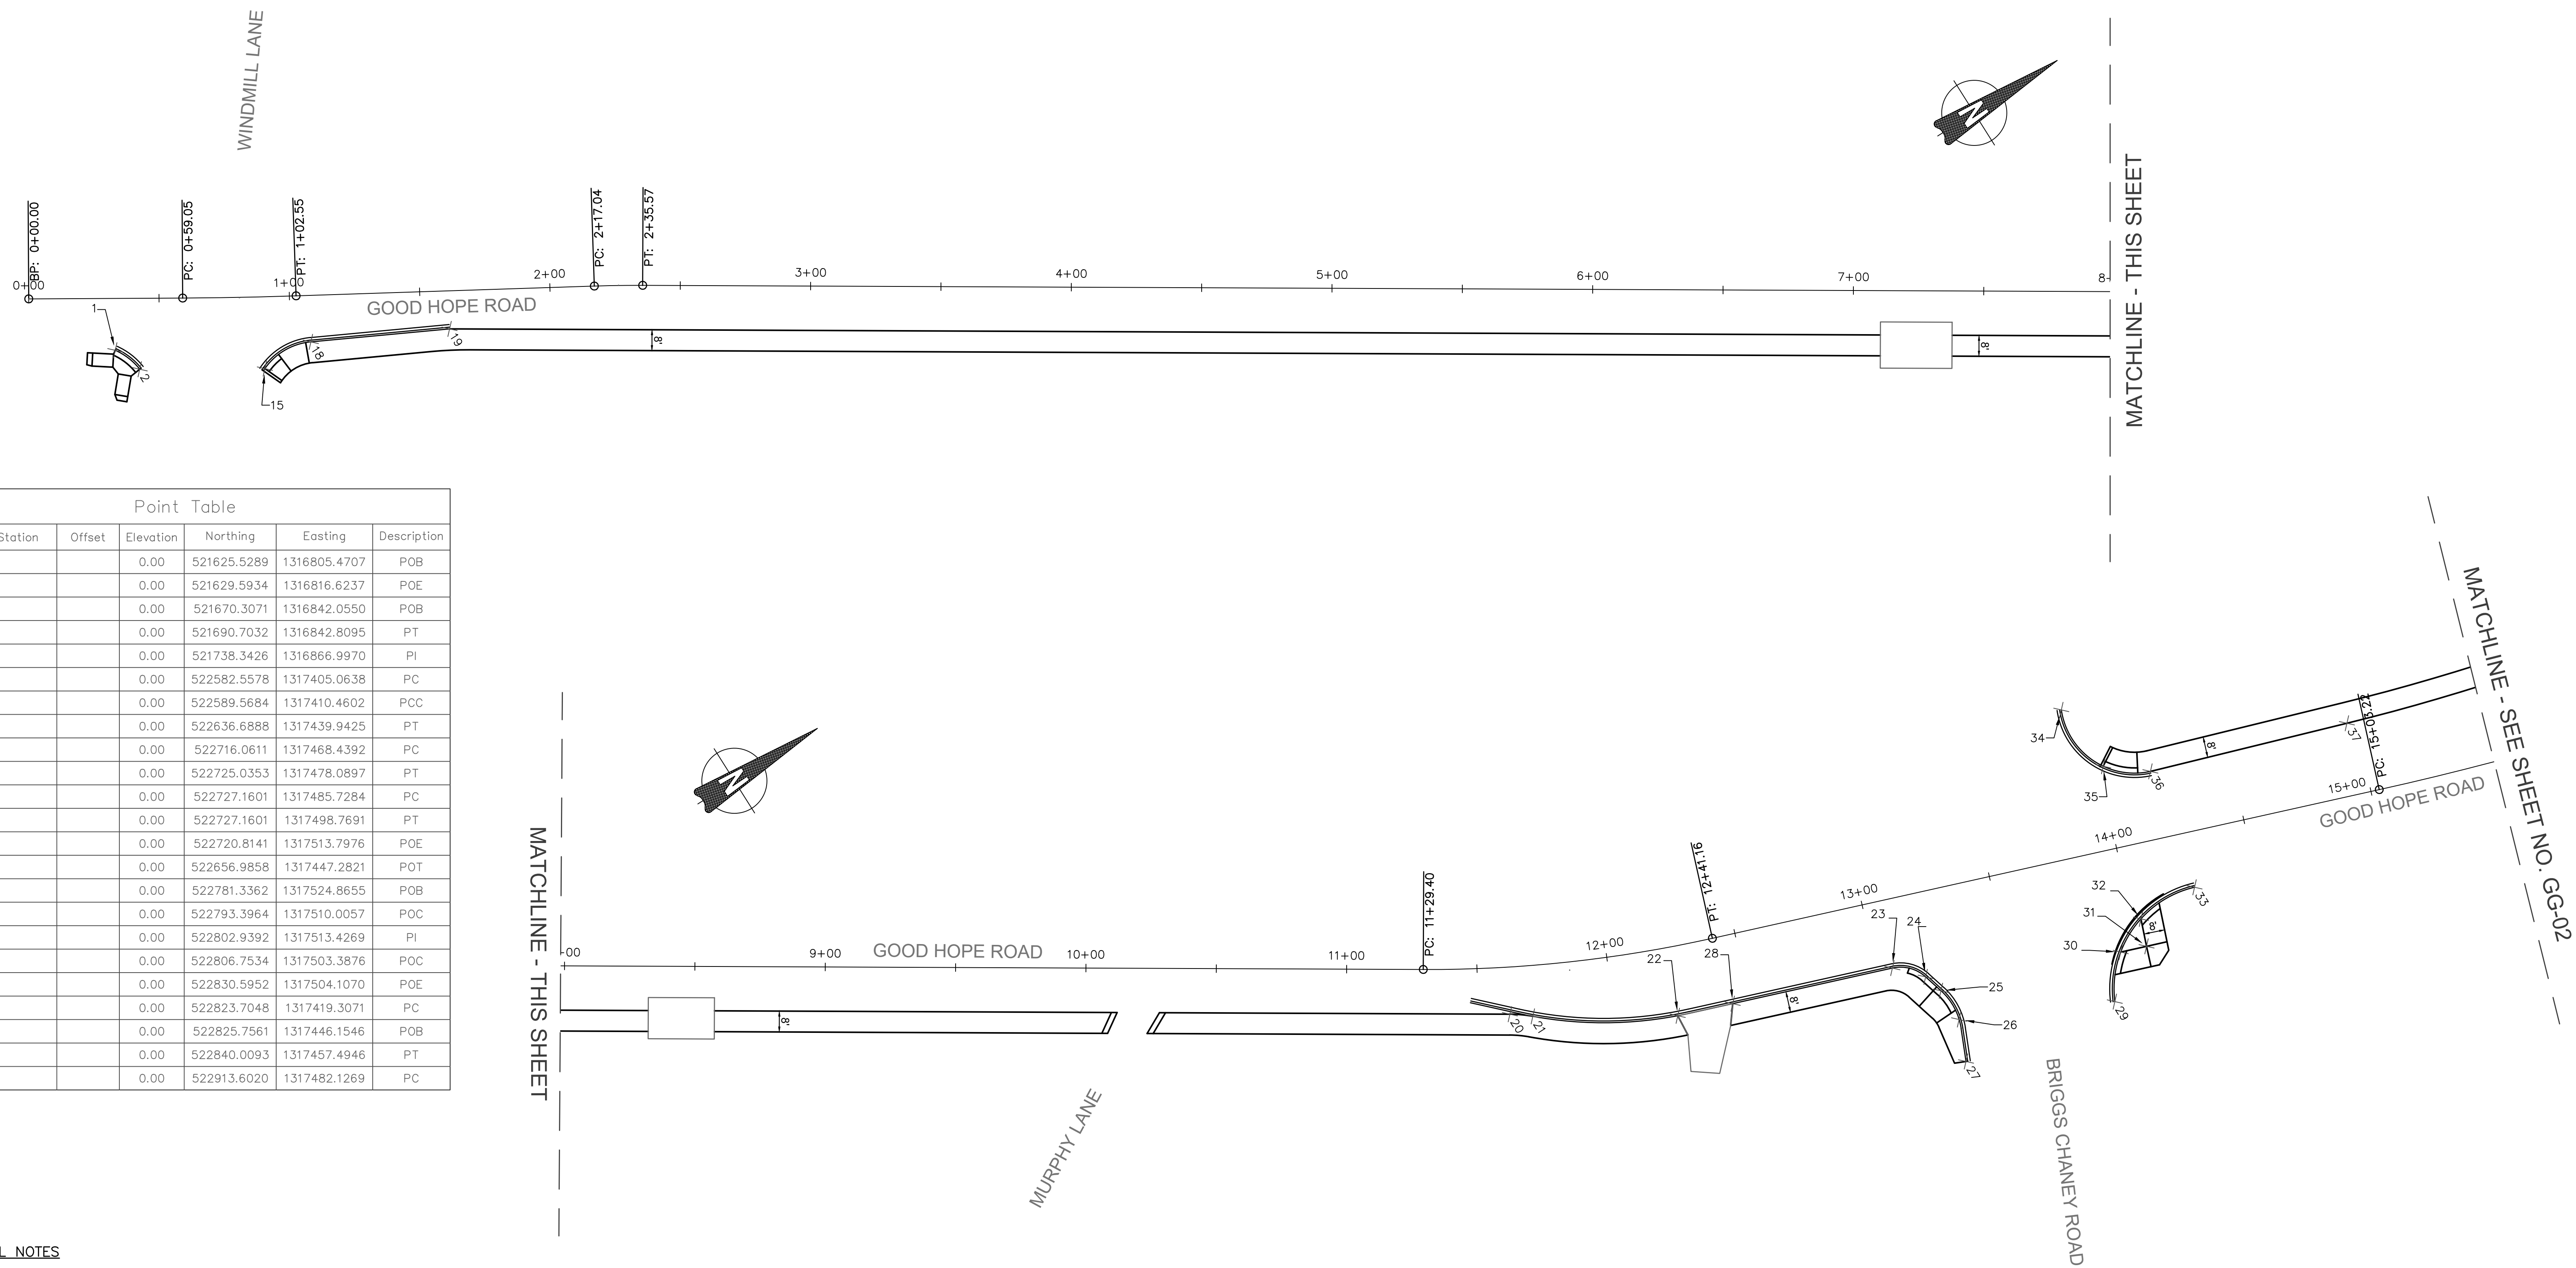 WINDMILL LANE
N
MATCHLINE - THIS SHEET
BP: 0+00.00
PC: 0+59.05
PT: 1+02.55
PC: 2+17.04
PT: 2+35.57
0+00
1+00
2+00
3+00
4+00
5+00
6+00
7+00
8
GOOD HOPE ROAD
1
2
15
18
19
8'
8'
Point Table
Station Offset Elevation Northing Easting Description
0.00 521625.5289 1316805.4707 POB
0.00 521629.5934 1316816.6237 POE
0.00 521670.3071 1316842.0550 POB
0.00 521690.7032 1316842.8095 PT
0.00 521738.3426 1316866.9970 PI
0.00 522582.5578 1317405.0638 PC
0.00 522589.5684 1317410.4602 PCC
0.00 522636.6888 1317439.9425 PT
0.00 522716.0611 1317468.4392 PC
0.00 522725.0353 1317478.0897 PT
0.00 522727.1601 1317485.7284 PC
0.00 522727.1601 1317498.7691 PT
0.00 522720.8141 1317513.7976 POE
0.00 522656.9858 1317447.2821 POT
0.00 522781.3362 1317524.8655 POB
0.00 522793.3964 1317510.0057 POC
0.00 522802.9392 1317513.4269 PI
0.00 522806.7534 1317503.3876 POC
0.00 522830.5952 1317504.1070 POE
0.00 522823.7048 1317419.3071 PC
0.00 522825.7561 1317446.1546 POB
0.00 522840.0093 1317457.4946 PT
0.00 522913.6020 1317482.1269 PC
MATCHLINE - THIS SHEET
N
+00
9+00
GOOD HOPE ROAD
10+00
11+00
PC: 11+29.40
12+00
PT: 12+41.16
13+00
14+00
15+00
PC: 15+03.22
GOOD HOPE ROAD
MATCHLINE - SEE SHEET NO. GG-02
8'
20
21
22
28
8'
23
24
25
26
27
29
30
31
32
33
8'
34
35
36
8'
37
MURPHY LANE
BRIGGS CHANEY ROAD
L NOTES